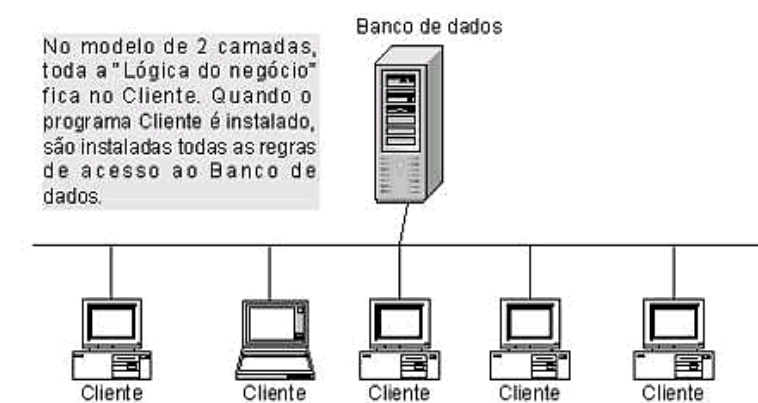 Banco de dados
No modelo de 2 camadas,
toda a "Lógica do negócio"
fica no Cliente. Quando o
programa Cliente é instalado,
são instaladas todas as regras
de acesso ao Banco de
dados.
Cliente
Cliente
Cliente
Cliente
Cliente